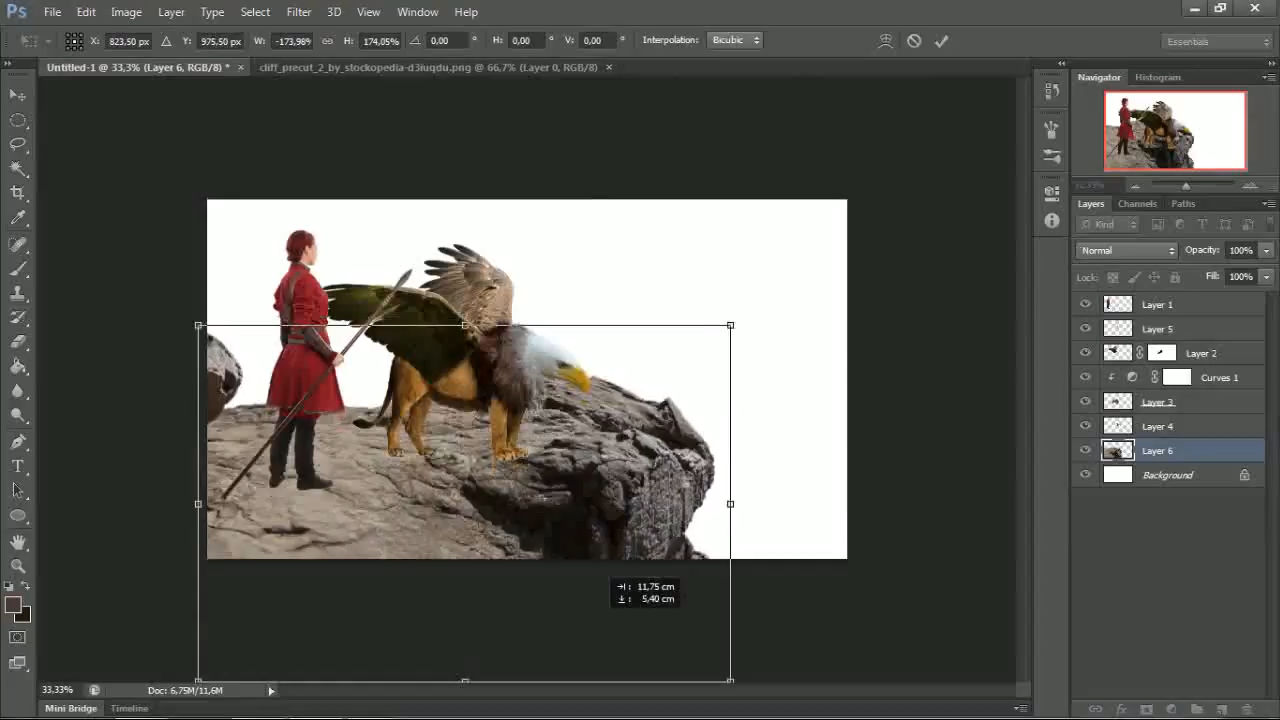 Ps File Edit Image Layer Type Select Filter 3D View Window Help
X: 823,50 px Y: 975,50 px W: -173,98% H: 174,05% 0,00 ° H: 0,00 ° V: 0,00 ° Interpolation: Bicubic Essentials
Untitled-1 @ 33,3% (Layer 6, RGB/8) * × cliff_precut_2_by_stockopedia-d3iuqdu.png @ 66,7% (Layer 0, RGB/8) ×
Navigator Histogram
Layers Channels Paths
Kind
Normal Opacity: 100%
Lock: Fill: 100%
Layer 1
Layer 5
Layer 2
Curves 1
Layer 3
Layer 4
Layer 6
Background
11,75 cm
5,40 cm
33,33% Doc: 6,75M/11,6M
Mini Bridge Timeline